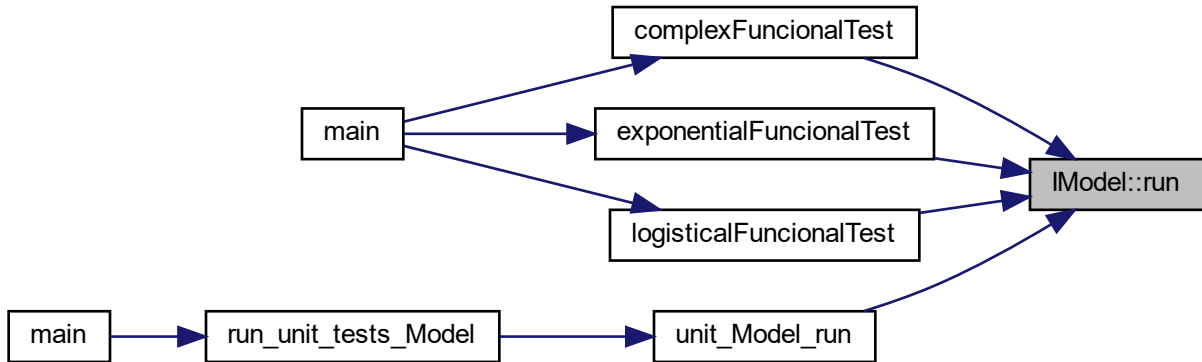 complexFuncionalTest
main
exponentialFuncionalTest
IModel::run
logisticalFuncionalTest
main
run_unit_tests_Model
unit_Model_run